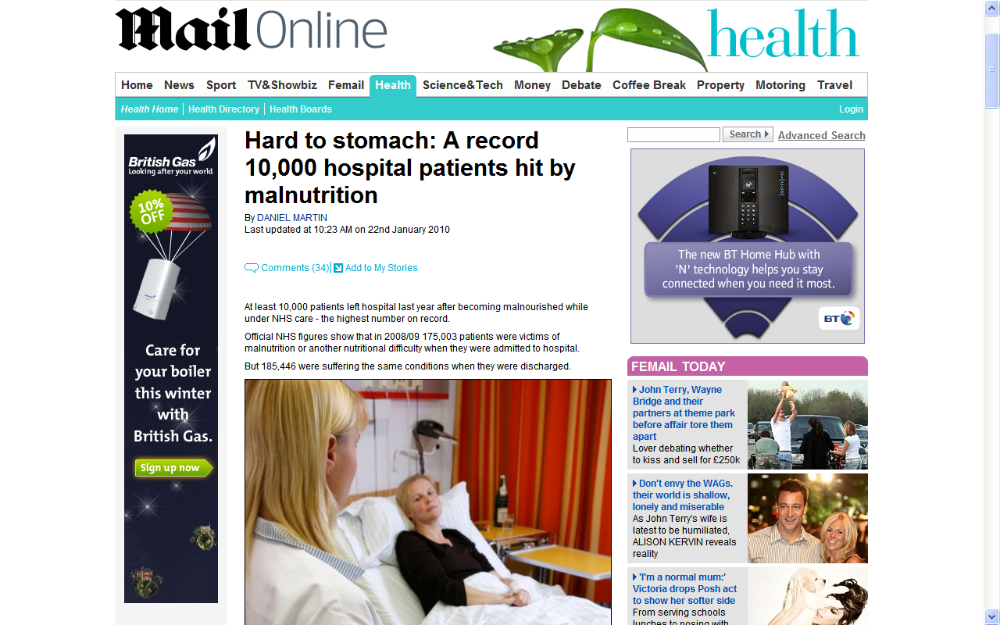 Mail Online
health
Home News Sport TV&Showbiz Femail Health Science&Tech Money Debate Coffee Break Property Motoring Travel
Health Home Health Directory Health Boards Login
British Gas
Looking after your world
10%
OFF
Care for
your boiler
this winter
with
British Gas.
Sign up now
Hard to stomach: A record
10,000 hospital patients hit by
malnutrition
By DANIEL MARTIN
Last updated at 10:23 AM on 22nd January 2010
Comments (34) Add to My Stories
At least 10,000 patients left hospital last year after becoming malnourished while
under NHS care - the highest number on record.
Official NHS figures show that in 2008/09 175,003 patients were victims of
malnutrition or another nutritional difficulty when they were admitted to hospital.
But 185,446 were suffering the same conditions when they were discharged.
Search Advanced Search
The new BT Home Hub with
'N' technology helps you stay
connected when you need it most.
BT
FEMAIL TODAY
John Terry, Wayne
Bridge and their
partners at theme park
before affair tore them
apart
Lover debating whether
to kiss and sell for £250k
Don't envy the WAGs.
their world is shallow,
lonely and miserable
As John Terry's wife is
latest to be humiliated,
ALISON KERVIN reveals
reality
'I'm a normal mum:'
Victoria drops Posh act
to show her softer side
From serving schools
lunches to posing with